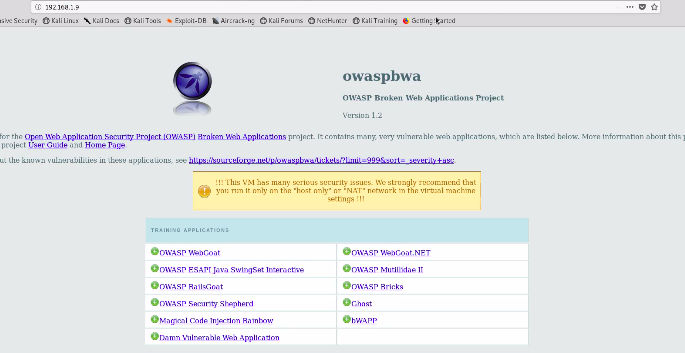 192.168.1.9
sive Security Kali Linux Kali Docs Kali Tools Exploit-DB Aircrack-ng Kali Forums NetHunter Kali Training Getting Started
owaspbwa
OWASP Broken Web Applications Project
Version 1.2
for the Open Web Application Security Project (OWASP) Broken Web Applications project. It contains many, very vulnerable web applications, which are listed below. More information about this p
project User Guide and Home Page.
ut the known vulnerabilities in these applications, see https://sourceforge.net/p/owaspbwa/tickets/?limit=999&sort=_severity+asc.
!!! This VM has many serious security issues. We strongly recommend that
you run it only on the "host only" or "NAT" network in the virtual machine
settings !!!
TRAINING APPLICATIONS
OWASP WebGoat OWASP WebGoat.NET
OWASP ESAPI Java SwingSet Interactive OWASP Mutillidae II
OWASP RailsGoat OWASP Bricks
OWASP Security Shepherd Ghost
Magical Code Injection Rainbow bWAPP
Damn Vulnerable Web Application